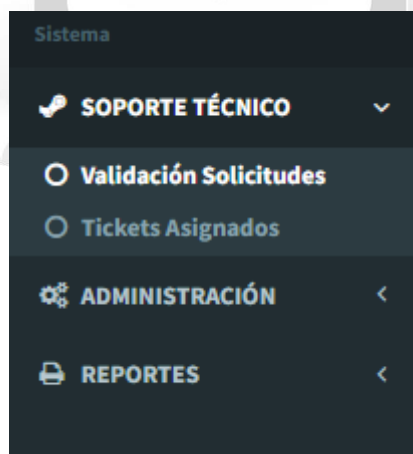 Sistema
SOPORTE TÉCNICO
Validación Solicitudes
Tickets Asignados
ADMINISTRACIÓN
REPORTES